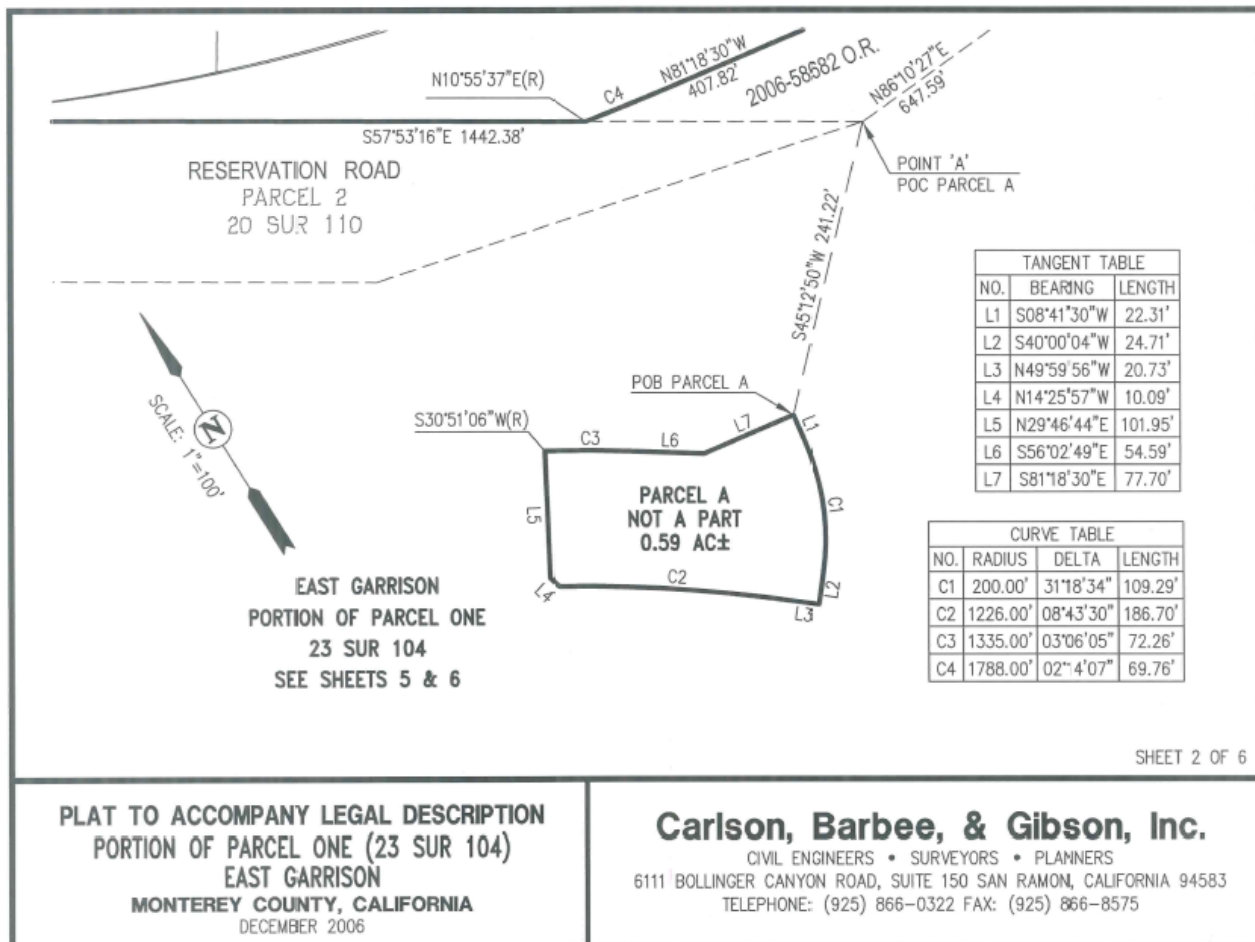 N10°55'37"E(R)
C4
N81°18'30"W
407.82'
2006-58682 O.R.
N86°10'27"E
647.59'
S57°53'16"E 1442.38'
RESERVATION ROAD
PARCEL 2
20 SUR 110
POINT 'A'
POC PARCEL A
S45°12'50"W 241.22'
TANGENT TABLE
NO. BEARING LENGTH
L1 S08°41'30"W 22.31'
L2 S40°00'04"W 24.71'
L3 N49°59'56"W 20.73'
L4 N14°25'57"W 10.09'
L5 N29°46'44"E 101.95'
L6 S56°02'49"E 54.59'
L7 S81°18'30"E 77.70'
SCALE: 1"=100'
N
POB PARCEL A
S30°51'06"W(R)
C3
L6
L7
L1
L5
C1
PARCEL A
NOT A PART
0.59 AC±
L4
C2
L2
L3
CURVE TABLE
NO. RADIUS DELTA LENGTH
C1 200.00' 31°18'34" 109.29'
C2 1226.00' 08°43'30" 186.70'
C3 1335.00' 03°06'05" 72.26'
C4 1788.00' 02°14'07" 69.76'
EAST GARRISON
PORTION OF PARCEL ONE
23 SUR 104
SEE SHEETS 5 & 6
SHEET 2 OF 6
PLAT TO ACCOMPANY LEGAL DESCRIPTION
PORTION OF PARCEL ONE (23 SUR 104)
EAST GARRISON
MONTEREY COUNTY, CALIFORNIA
DECEMBER 2006
Carlson, Barbee, & Gibson, Inc.
CIVIL ENGINEERS • SURVEYORS • PLANNERS
6111 BOLLINGER CANYON ROAD, SUITE 150 SAN RAMON, CALIFORNIA 94583
TELEPHONE: (925) 866-0322 FAX: (925) 866-8575